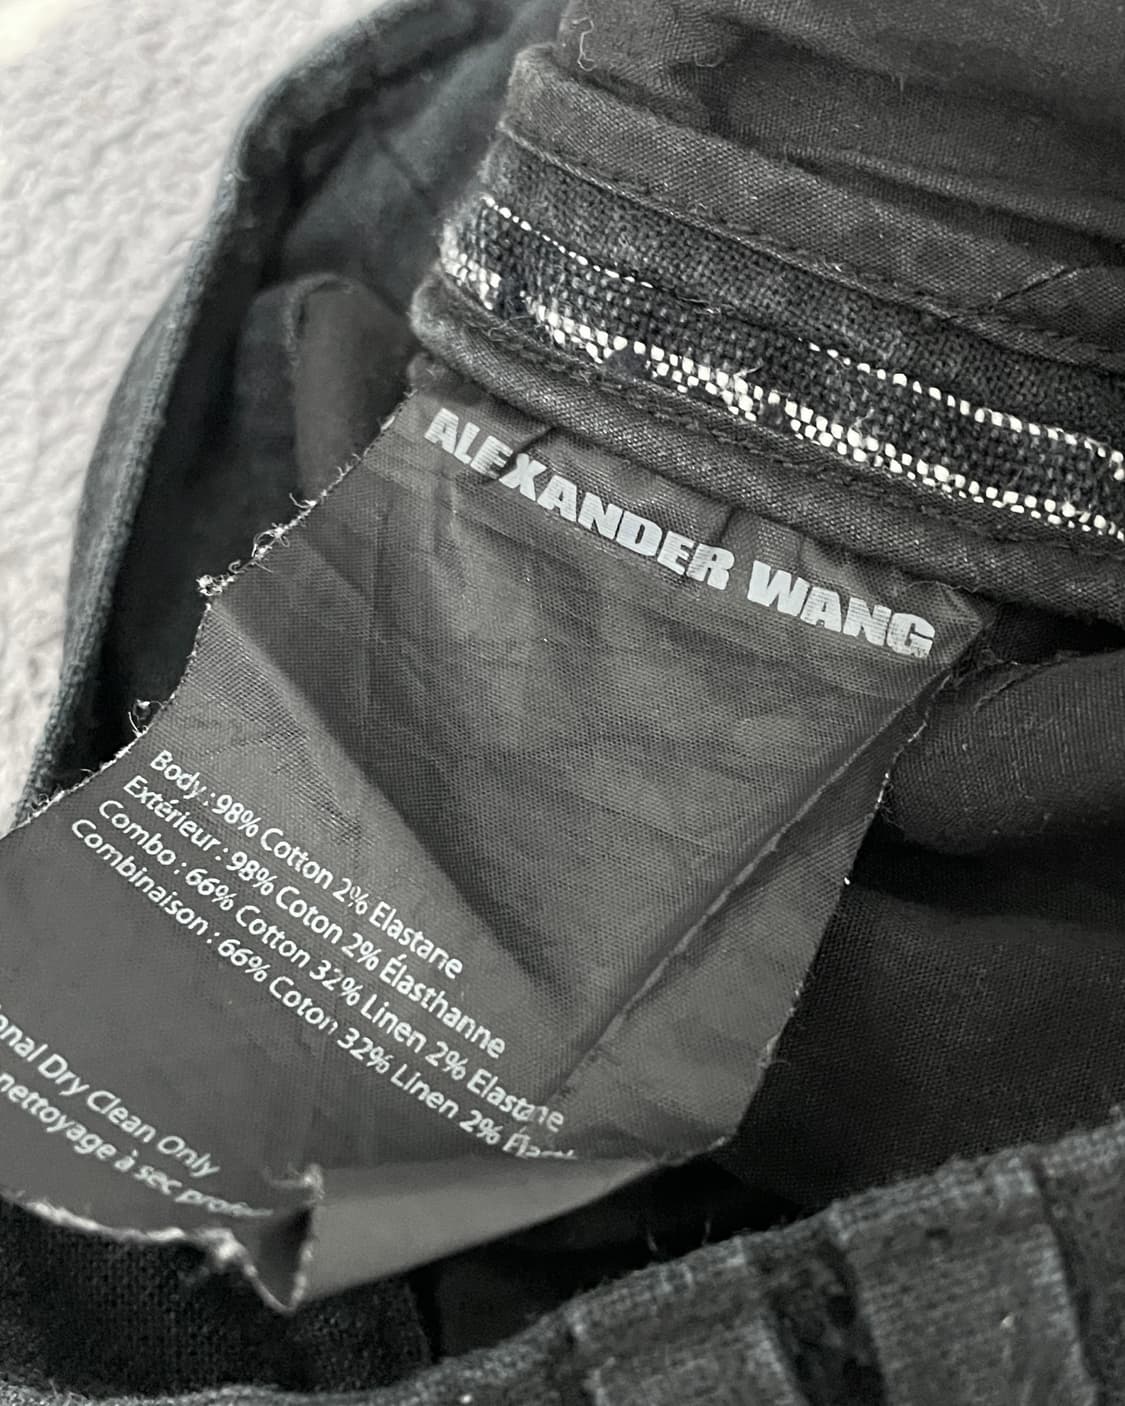 ALEXANDER WANG
Body : 98% Cotton 2% Elastane
Extérieur : 98% Coton 2% Élasthanne
Combo : 66% Cotton 32% Linen 2% Elastane
Combinaison : 66% Coton 32% Linen 2%
Dry Clean Only
nettoyage à sec